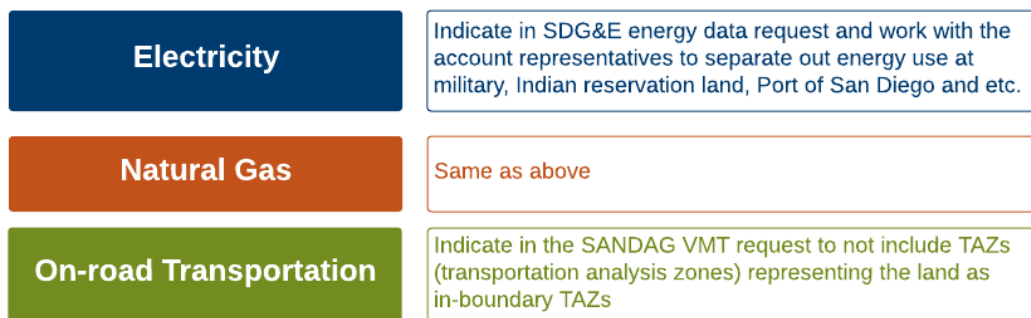 Electricity
Indicate in SDG&E energy data request and work with the
account representatives to separate out energy use at
military, Indian reservation land, Port of San Diego and etc.
Natural Gas
Same as above
On-road Transportation
Indicate in the SANDAG VMT request to not include TAZs
(transportation analysis zones) representing the land as
in-boundary TAZs